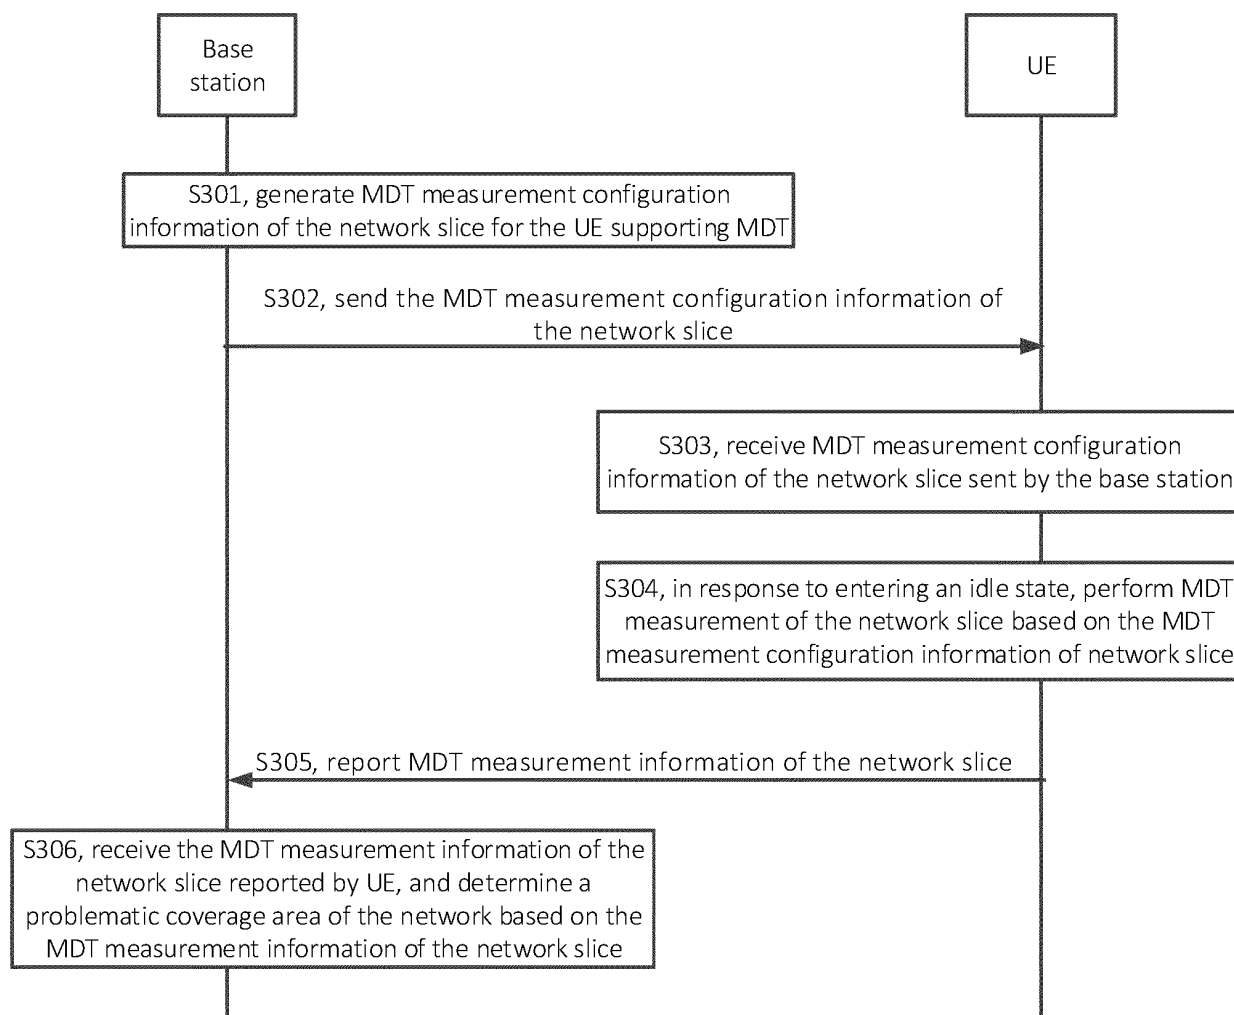 Base
station
UE
S301, generate MDT measurement configuration
information of the network slice for the UE supporting MDT
S302, send the MDT measurement configuration information of
the network slice
S303, receive MDT measurement configuration
information of the network slice sent by the base station
S304, in response to entering an idle state, perform MDT
measurement of the network slice based on the MDT
measurement configuration information of network slice
S305, report MDT measurement information of the network slice
S306, receive the MDT measurement information of the
network slice reported by UE, and determine a
problematic coverage area of the network based on the
MDT measurement information of the network slice